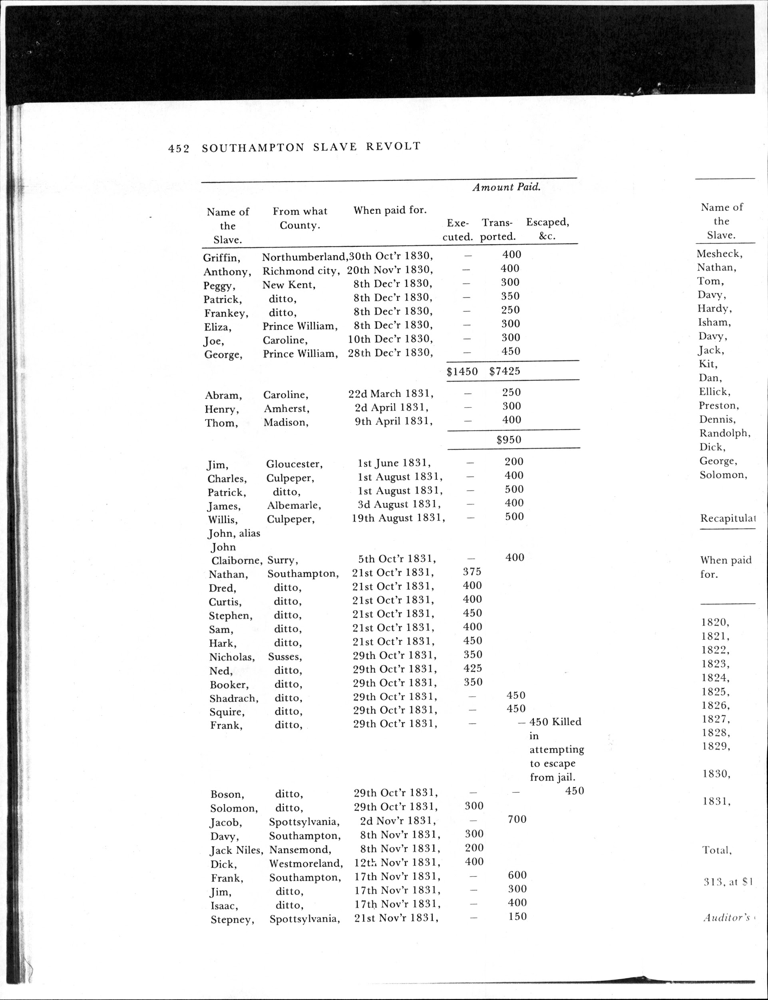 452 SOUTHAMPTON SLAVE REVOLT
Amount Paid.
Name of From what When paid for.
the County. Exe- Trans- Escaped,
Slave. cuted. ported. &c.
Griffin, Northumberland, 30th Oct'r 1830, — 400
Anthony, Richmond city, 20th Nov'r 1830, — 400
Peggy, New Kent, 8th Dec'r 1830, — 300
Patrick, ditto, 8th Dec'r 1830, — 350
Frankey, ditto, 8th Dec'r 1830, — 250
Eliza, Prince William, 8th Dec'r 1830, — 300
Joe, Caroline, 10th Dec'r 1830, — 300
George, Prince William, 28th Dec'r 1830, — 450
$1450 $7425
Abram, Caroline, 22d March 1831, — 250
Henry, Amherst, 2d April 1831, — 300
Thom, Madison, 9th April 1831, — 400
$950
Jim, Gloucester, 1st June 1831, — 200
Charles, Culpeper, 1st August 1831, — 400
Patrick, ditto, 1st August 1831, — 500
James, Albemarle, 3d August 1831, — 400
Willis, Culpeper, 19th August 1831, — 500
John, alias
John
Claiborne, Surry, 5th Oct'r 1831, — 400
Nathan, Southampton, 21st Oct'r 1831, 375
Dred, ditto, 21st Oct'r 1831, 400
Curtis, ditto, 21st Oct'r 1831, 400
Stephen, ditto, 21st Oct'r 1831, 450
Sam, ditto, 21st Oct'r 1831, 400
Hark, ditto, 21st Oct'r 1831, 450
Nicholas, Susses, 29th Oct'r 1831, 350
Ned, ditto, 29th Oct'r 1831, 425
Booker, ditto, 29th Oct'r 1831, 350
Shadrach, ditto, 29th Oct'r 1831, — 450
Squire, ditto, 29th Oct'r 1831, — 450
Frank, ditto, 29th Oct'r 1831, — — 450 Killed
in
attempting
to escape
from jail.
Boson, ditto, 29th Oct'r 1831, — — 450
Solomon, ditto, 29th Oct'r 1831, 300
Jacob, Spottsylvania, 2d Nov'r 1831, — 700
Davy, Southampton, 8th Nov'r 1831, 300
Jack Niles, Nansemond, 8th Nov'r 1831, 200
Dick, Westmoreland, 12th Nov'r 1831, 400
Frank, Southampton, 17th Nov'r 1831, — 600
Jim, ditto, 17th Nov'r 1831, — 300
Isaac, ditto, 17th Nov'r 1831, — 400
Stepney, Spottsylvania, 21st Nov'r 1831, — 150
Name of
the
Slave.
Mesheck,
Nathan,
Tom,
Davy,
Hardy,
Isham,
Davy,
Jack,
Kit,
Dan,
Ellick,
Preston,
Dennis,
Randolph,
Dick,
George,
Solomon,
Recapitulat
When paid
for.
1820,
1821,
1822,
1823,
1824,
1825,
1826,
1827,
1828,
1829,
1830,
1831,
Total,
313, at $1
Auditor's